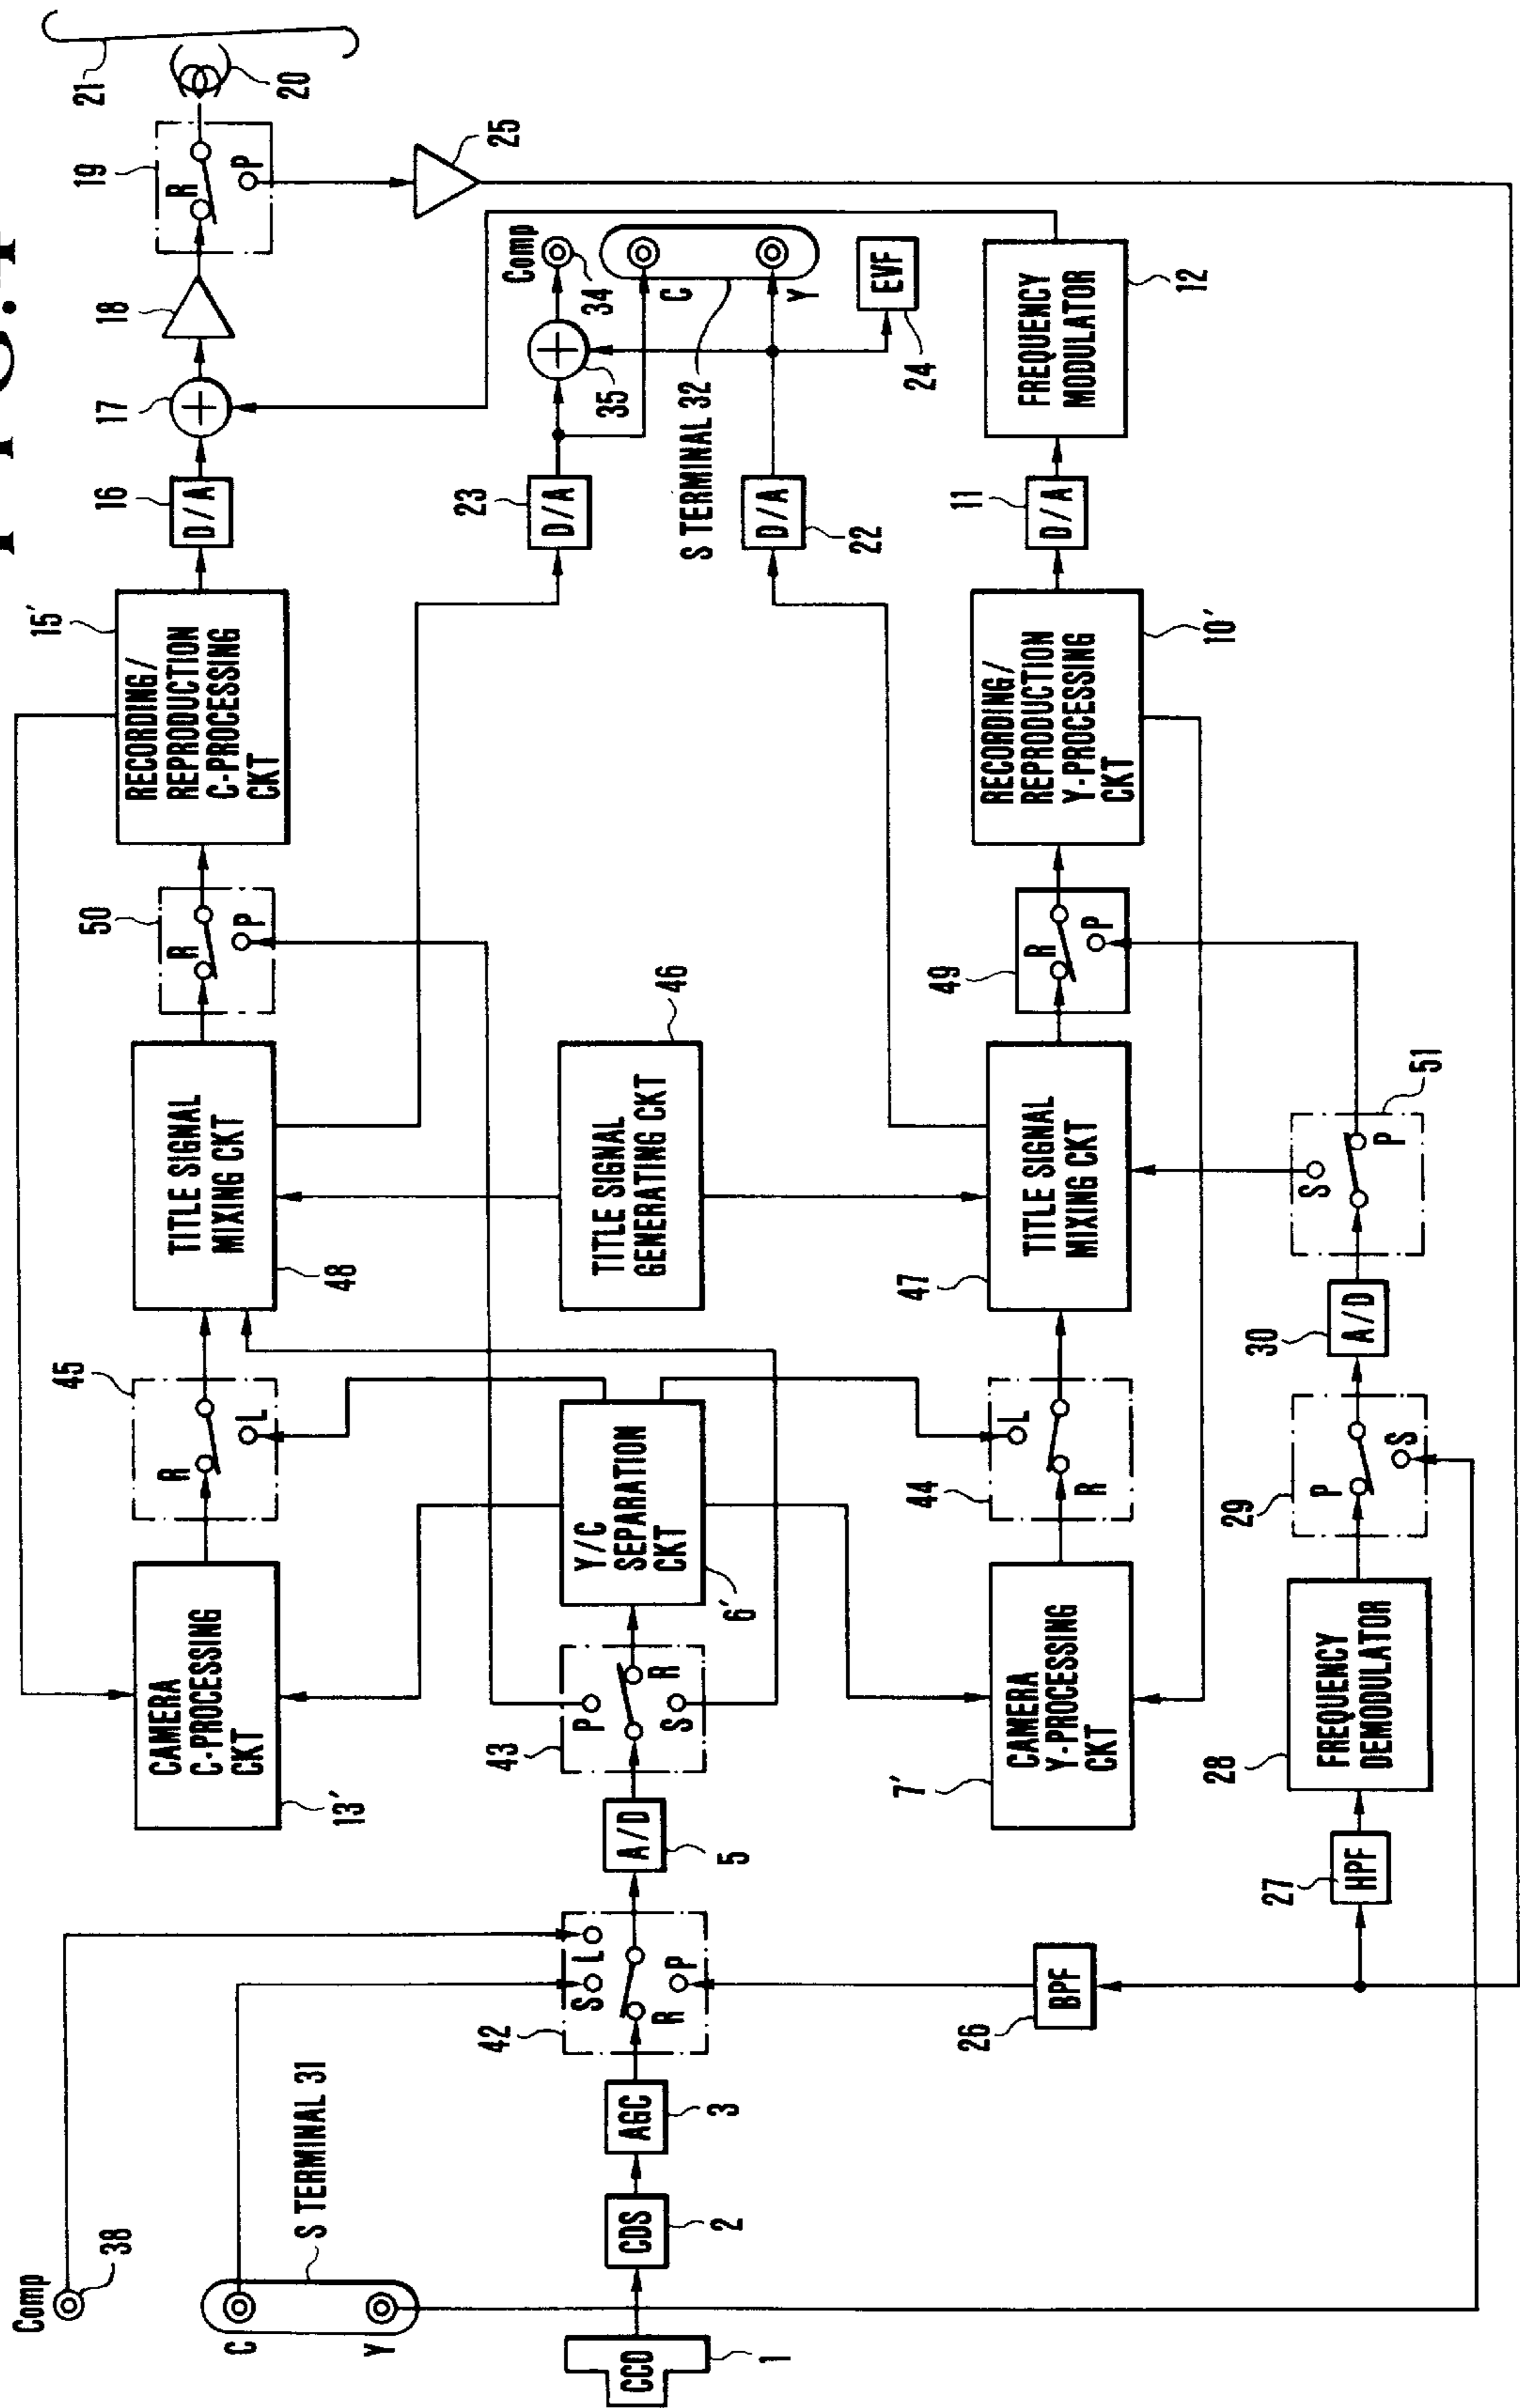 21
20
19
R
P
25
18
17
16
D/A
15'
RECORDING/
REPRODUCTION
C-PROCESSING
CKT
50
R
P
TITLE SIGNAL
MIXING CKT
48
45
R
L
CAMERA
C-PROCESSING
CKT
13'
Comp
34
35
C
Y
S TERMINAL 32
EVF
24
23
D/A
D/A
22
46
TITLE SIGNAL
GENERATING CKT
Y/C
SEPARATION
CKT
6'
43
P
R
S
A/D
5
42
S
L
R
P
AGC
3
CDS
2
CCD
1
Comp
38
S TERMINAL 31
C
Y
FREQUENCY
MODULATOR
12
11
D/A
RECORDING/
REPRODUCTION
Y-PROCESSING
CKT
10'
49
R
P
TITLE SIGNAL
MIXING CKT
47
44
L
R
CAMERA
Y-PROCESSING
CKT
7'
51
S
P
30
A/D
29
P
S
FREQUENCY
DEMODULATOR
28
27
HPF
26
BPF